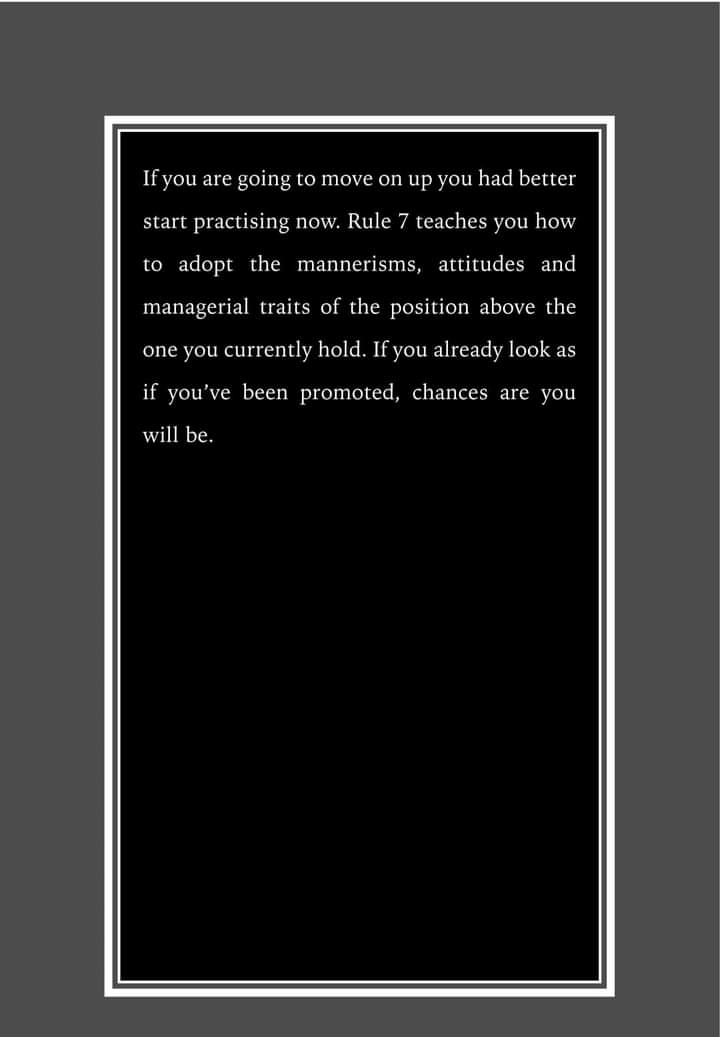 If you are going to move on up you had better
start practising now. Rule 7 teaches you how
to adopt the mannerisms, attitudes and
managerial traits of the position above the
one you currently hold. If you already look as
if you’ve been promoted, chances are you
will be.